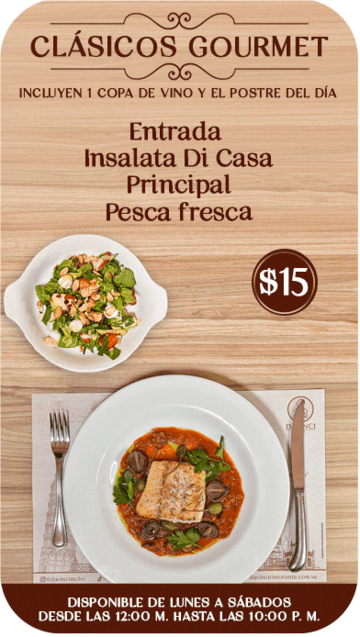 CLÁSICOS GOURMET
INCLUYEN 1 COPA DE VINO Y EL POSTRE DEL DÍA
Entrada
Insalata Di Casa
Principal
Pesca fresca
$15
DISPONIBLE DE LUNES A SÁBADOS
DESDE LAS 12:00 M. HASTA LAS 10:00 P. M.